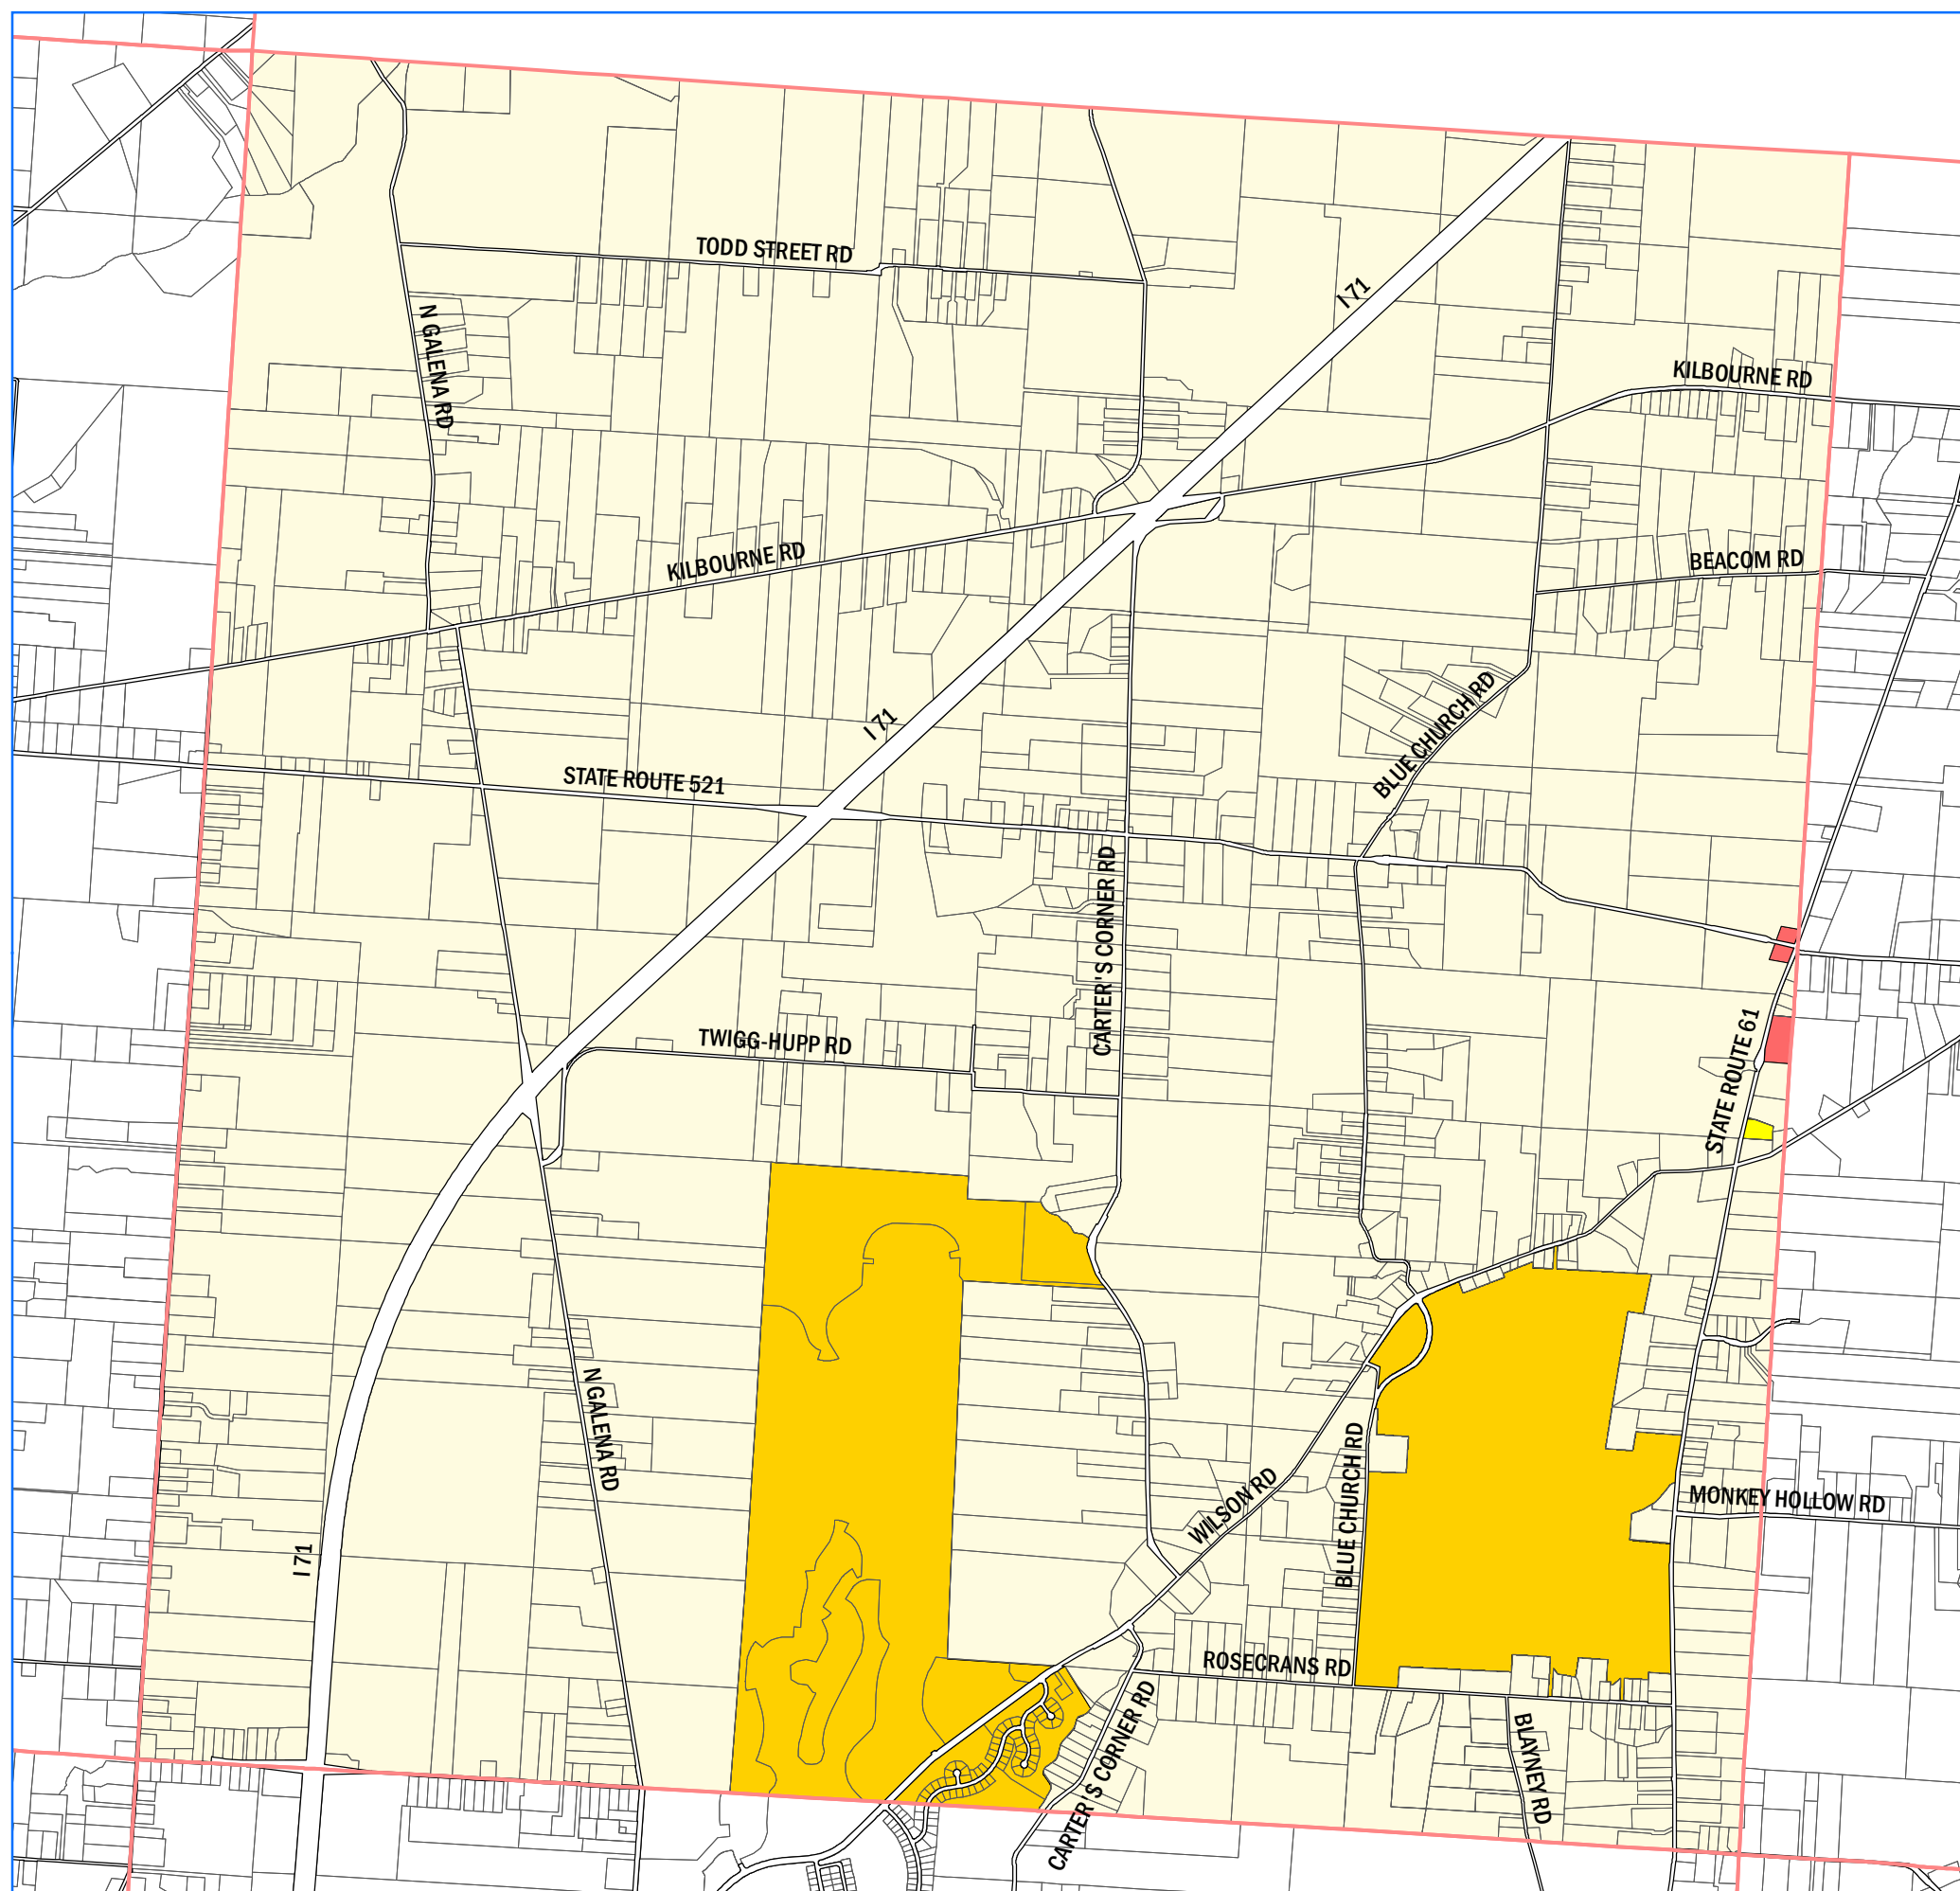 TODD STREET RD
I 71
N GALENA RD
KILBOURNE RD
KILBOURNE RD
BEACOM RD
BLUE CHURCH RD
I 71
STATE ROUTE 521
CARTER'S CORNER RD
TWIGG-HUPP RD
STATE ROUTE 61
N GALENA RD
WILSON RD
BLUE CHURCH RD
MONKEY HOLLOW RD
I 71
ROSECRANS RD
CARTER'S CORNER RD
BLAYNEY RD